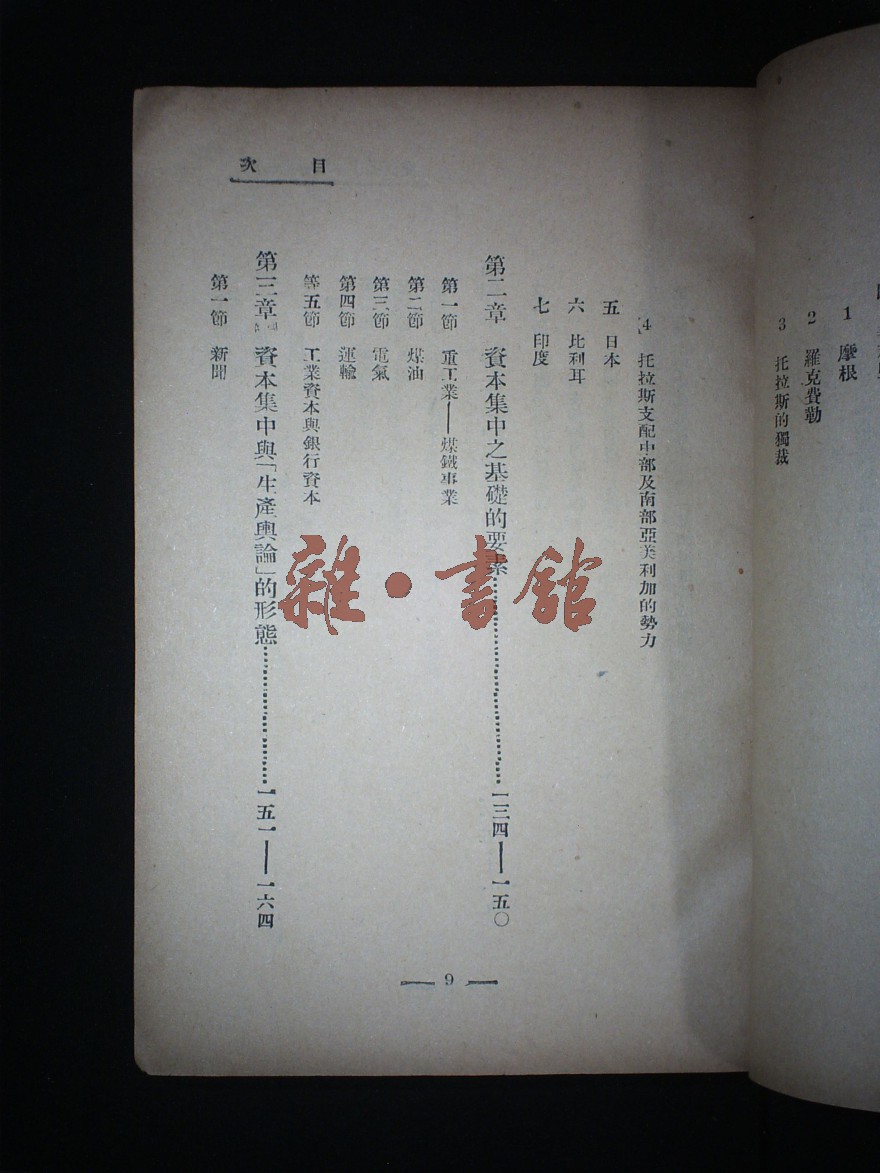 1 摩根
2 羅克費勒
3 托拉斯的獨裁
目次
4 托拉斯支配中部及南部亞美利加的勢力
五 日本
六 比利耳
七 印度
第二章 資本集中之基礎的要素……一三四——一五〇
第一節 重工業——煤鐵事業
第二節 煤油
第三節 電氣
第四節 運輸
等五節 工業資本與銀行資本
第三章 資本集中與「生產輿論」的形態……一五一——一六四
第一節 新聞
— 9 —
雜·書館